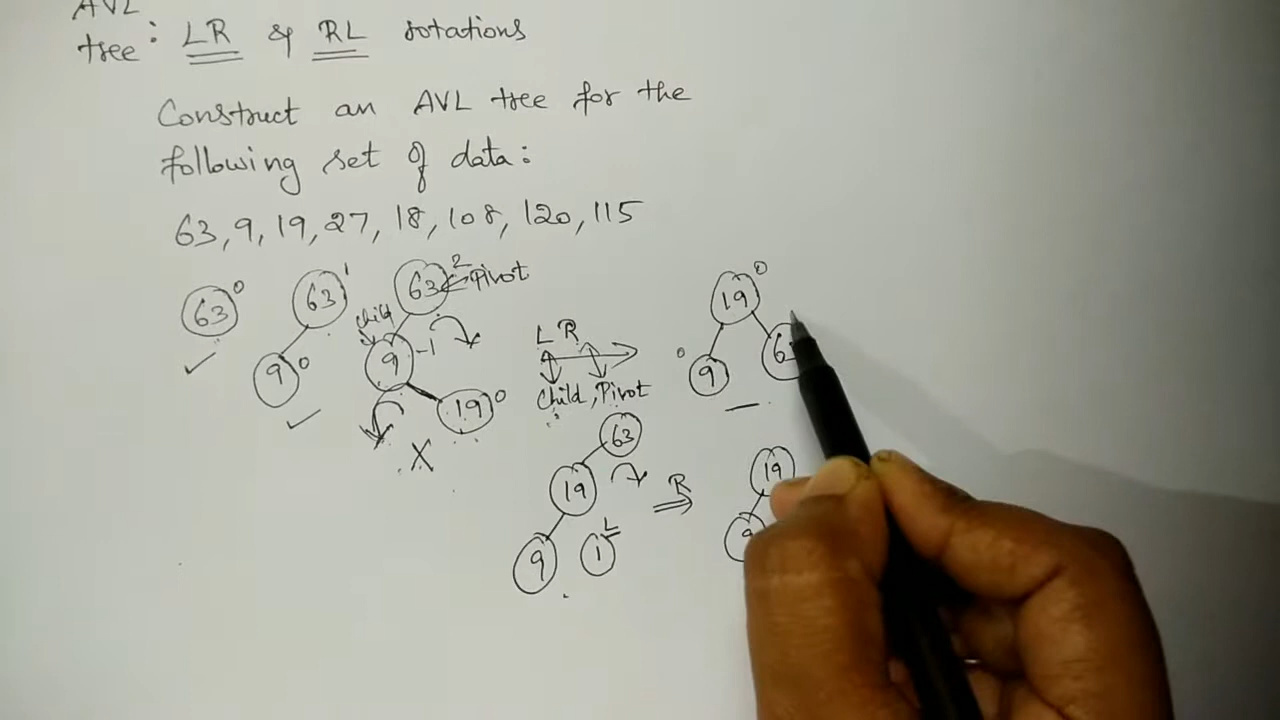 AVL
tree: LR & RL rotations
Construct an AVL tree for the
following set of data:
63, 9, 19, 27, 18, 108, 120, 115
63 0
63 1
9 0
63 2 Pivot
child
9 -1
19 0
X
LR
Child, Pivot
19 0
0 9
63
19
9
1 L
R
19
9